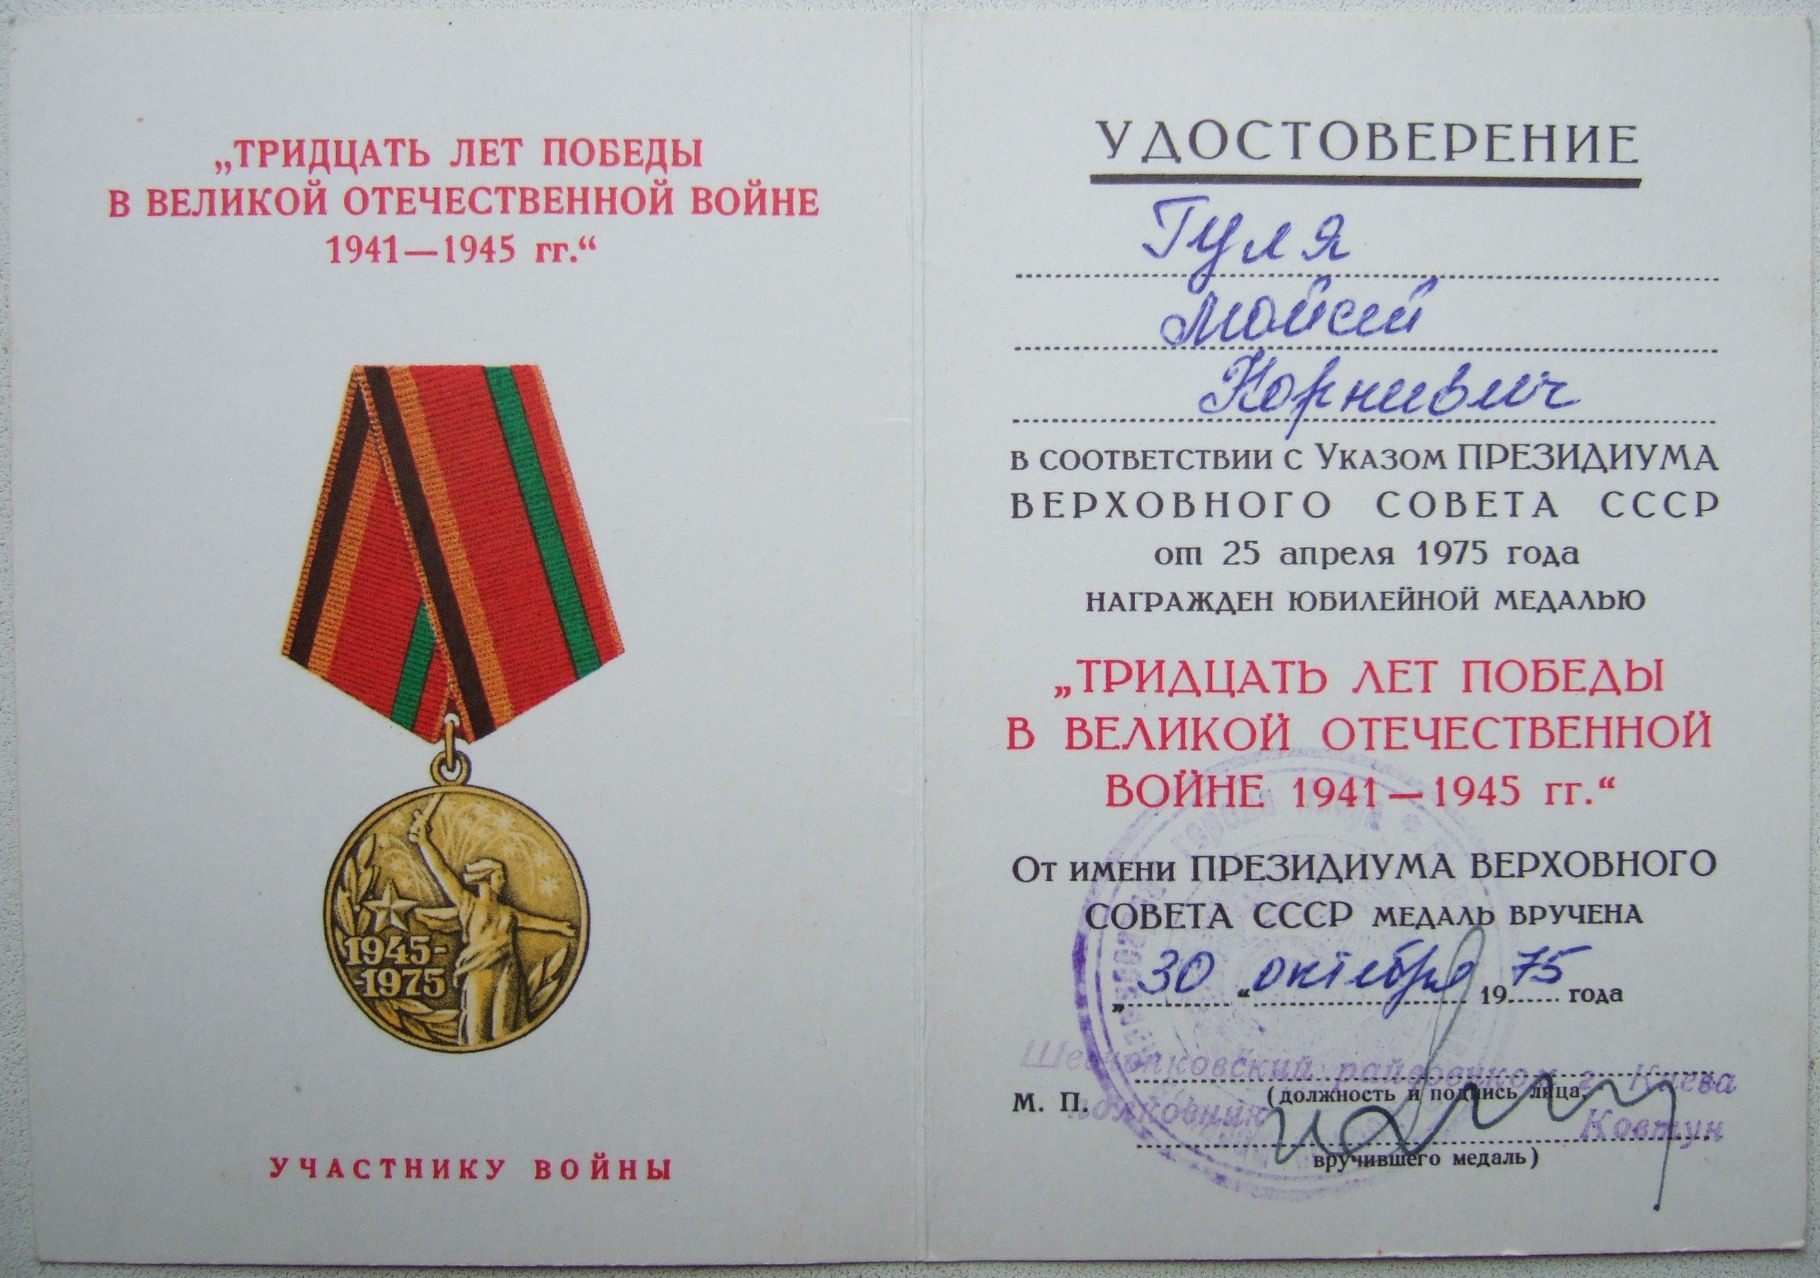 „ТРИДЦАТЬ ЛЕТ ПОБЕДЫ
В ВЕЛИКОЙ ОТЕЧЕСТВЕННОЙ ВОЙНЕ
1941—1945 гг.“
1945-
-1975
УЧАСТНИКУ ВОЙНЫ
УДОСТОВЕРЕНИЕ
Гуля
Мойсей
Корнивич
В СООТВЕТСТВИИ С УКАЗОМ ПРЕЗИДИУМА
ВЕРХОВНОГО СОВЕТА СССР
от 25 апреля 1975 года
НАГРАЖДЕН ЮБИЛЕЙНОЙ МЕДАЛЬЮ
„ТРИДЦАТЬ ЛЕТ ПОБЕДЫ
В ВЕЛИКОЙ ОТЕЧЕСТВЕННОЙ
ВОЙНЕ 1941—1945 гг.“
ОТ ИМЕНИ ПРЕЗИДИУМА ВЕРХОВНОГО
СОВЕТА СССР МЕДАЛЬ ВРУЧЕНА
„30“ октября 1975 года
Шевченковский райвоенком г. Киева
М. П. (должность и подпись лица,
полковник Ковтун
вручившего медаль)